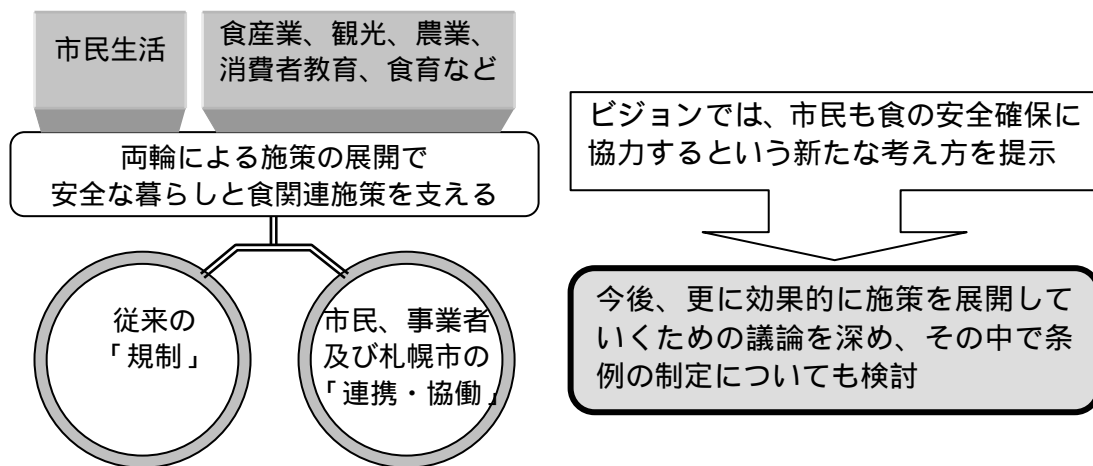 市民生活
食産業、観光、農業、
消費者教育、食育など
両輪による施策の展開で
安全な暮らしと食関連施策を支える
従来の
「規制」
市民、事業者
及び札幌市の
「連携・協働」
ビジョンでは、市民も食の安全確保に
協力するという新たな考え方を提示
今後、更に効果的に施策を展開して
いくための議論を深め、その中で条
例の制定についても検討